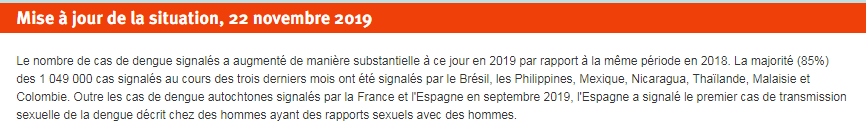 Mise à jour de la situation, 22 novembre 2019
Le nombre de cas de dengue signalés a augmenté de manière substantielle à ce jour en 2019 par rapport à la même période en 2018. La majorité (85%)
des 1 049 000 cas signalés au cours des trois derniers mois ont été signalés par le Brésil, les Philippines, Mexique, Nicaragua, Thaïlande, Malaisie et
Colombie. Outre les cas de dengue autochtones signalés par la France et l'Espagne en septembre 2019, l'Espagne a signalé le premier cas de transmission
sexuelle de la dengue décrit chez des hommes ayant des rapports sexuels avec des hommes.